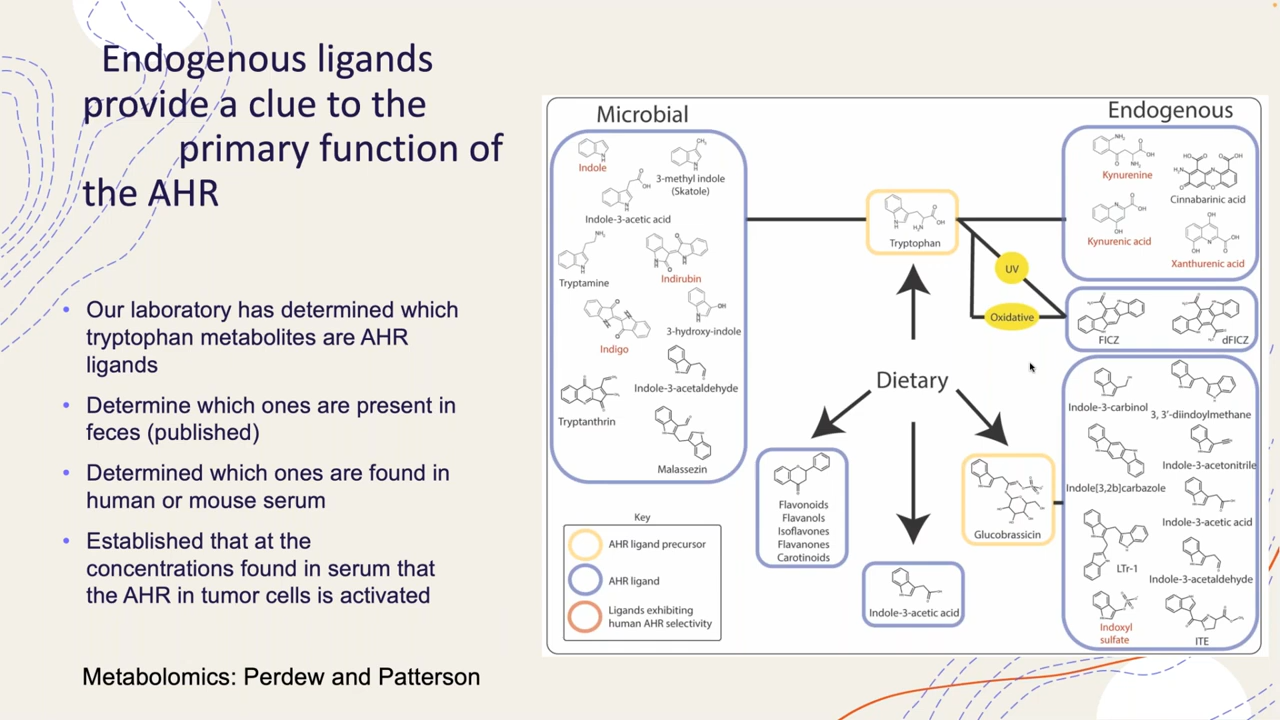 Endogenous ligands
provide a clue to the
primary function of
the AHR
• Our laboratory has determined which
tryptophan metabolites are AHR
ligands
• Determine which ones are present in
feces (published)
• Determined which ones are found in
human or mouse serum
• Established that at the
concentrations found in serum that
the AHR in tumor cells is activated
Metabolomics: Perdew and Patterson
Microbial
Indole
3-methyl indole
(Skatole)
Indole-3-acetic acid
Tryptamine
Indirubin
Indigo
3-hydroxy-indole
Indole-3-acetaldehyde
Tryptanthrin
Malassezin
Key
AHR ligand precursor
AHR ligand
Ligands exhibiting
human AHR selectivity
Tryptophan
UV
Oxidative
Dietary
Flavonoids
Flavanols
Isoflavones
Flavanones
Carotinoids
Indole-3-acetic acid
Glucobrassicin
Endogenous
Kynurenine
Cinnabarinic acid
Kynurenic acid
Xanthurenic acid
FICZ
dFICZ
Indole-3-carbinol
3, 3'-diindoylmethane
Indole-3-acetonitrile
Indole[3,2b]carbazole
Indole-3-acetic acid
LTr-1
Indole-3-acetaldehyde
Indoxyl
sulfate
ITE